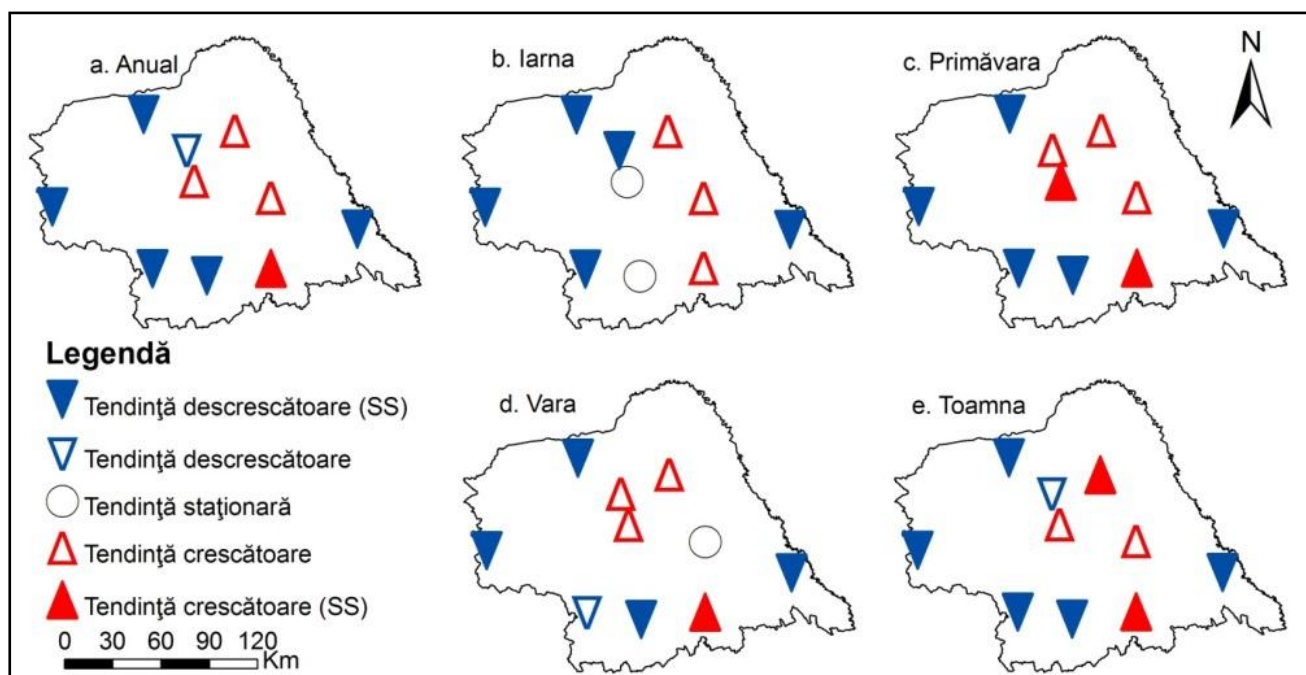 a. Anual
b. Iarna
c. Primăvara
N
Legendă
Tendinţă descrescătoare (SS)
Tendinţă descrescătoare
Tendinţă staţionară
Tendinţă crescătoare
Tendinţă crescătoare (SS)
0 30 60 90 120
Km
d. Vara
e. Toamna